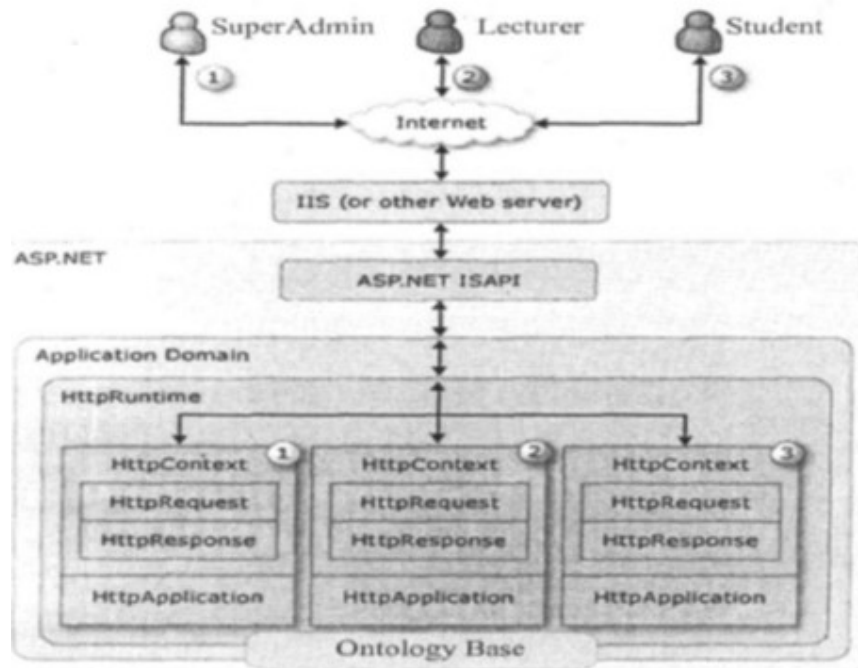 SuperAdmin Lecturer Student
1 2 3
Internet
IIS (or other Web server)
ASP.NET
ASP.NET ISAPI
Application Domain
HttpRuntime
1 2 3
HttpContext HttpContext HttpContext
HttpRequest HttpRequest HttpRequest
HttpResponse HttpResponse HttpResponse
HttpApplication HttpApplication HttpApplication
Ontology Base